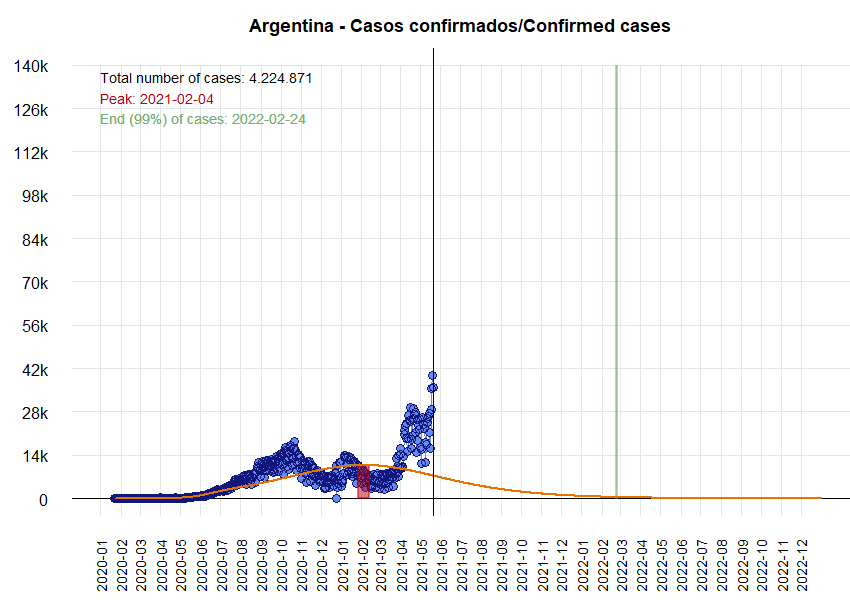 Argentina - Casos confirmados/Confirmed cases
140k
Total number of cases: 4.224.871
Peak: 2021-02-04
126k
End (99%) of cases: 2022-02-24
112k
98k
84k
70k
56k
42k
28k
14k
0
2020-01
2020-02
2020-03
2020-04
2020-05
2020-06
2020-07
2020-08
2020-09
2020-10
2020-11
2020-12
2021-01
2021-02
2021-03
2021-04
2021-05
2021-06
2021-07
2021-08
2021-09
2021-10
2021-11
2021-12
2022-01
2022-02
2022-03
2022-04
2022-05
2022-06
2022-07
2022-08
2022-09
2022-10
2022-11
2022-12